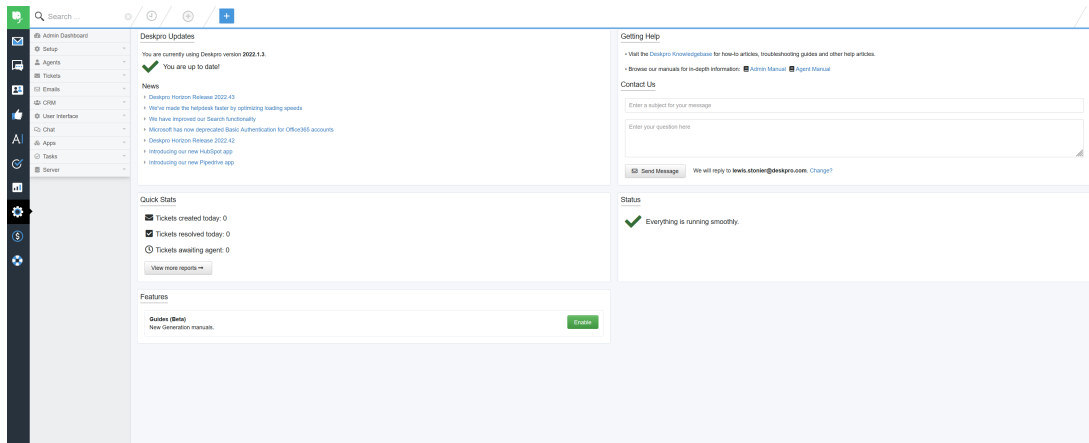 Search ...
Admin Dashboard
Setup
Agents
Tickets
Emails
CRM
User Interface
Chat
Apps
Tasks
Server
Deskpro Updates
You are currently using Deskpro version 2022.1.3.
You are up to date!
News
Deskpro Horizon Release 2022.43
We've made the helpdesk faster by optimizing loading speeds
We have improved our Search functionality
Microsoft has now deprecated Basic Authentication for Office365 accounts
Deskpro Horizon Release 2022.42
Introducing our new HubSpot app
Introducing our new Pipedrive app
Getting Help
• Visit the Deskpro Knowledgebase for how-to articles, troubleshooting guides and other help articles.
• Browse our manuals for in-depth information: Admin Manual Agent Manual
Contact Us
Enter a subject for your message
Enter your question here
Send Message We will reply to lewis.stonier@deskpro.com. Change?
Quick Stats
Tickets created today: 0
Tickets resolved today: 0
Tickets awaiting agent: 0
View more reports →
Status
Everything is running smoothly.
Features
Guides (Beta)
New Generation manuals.
Enable